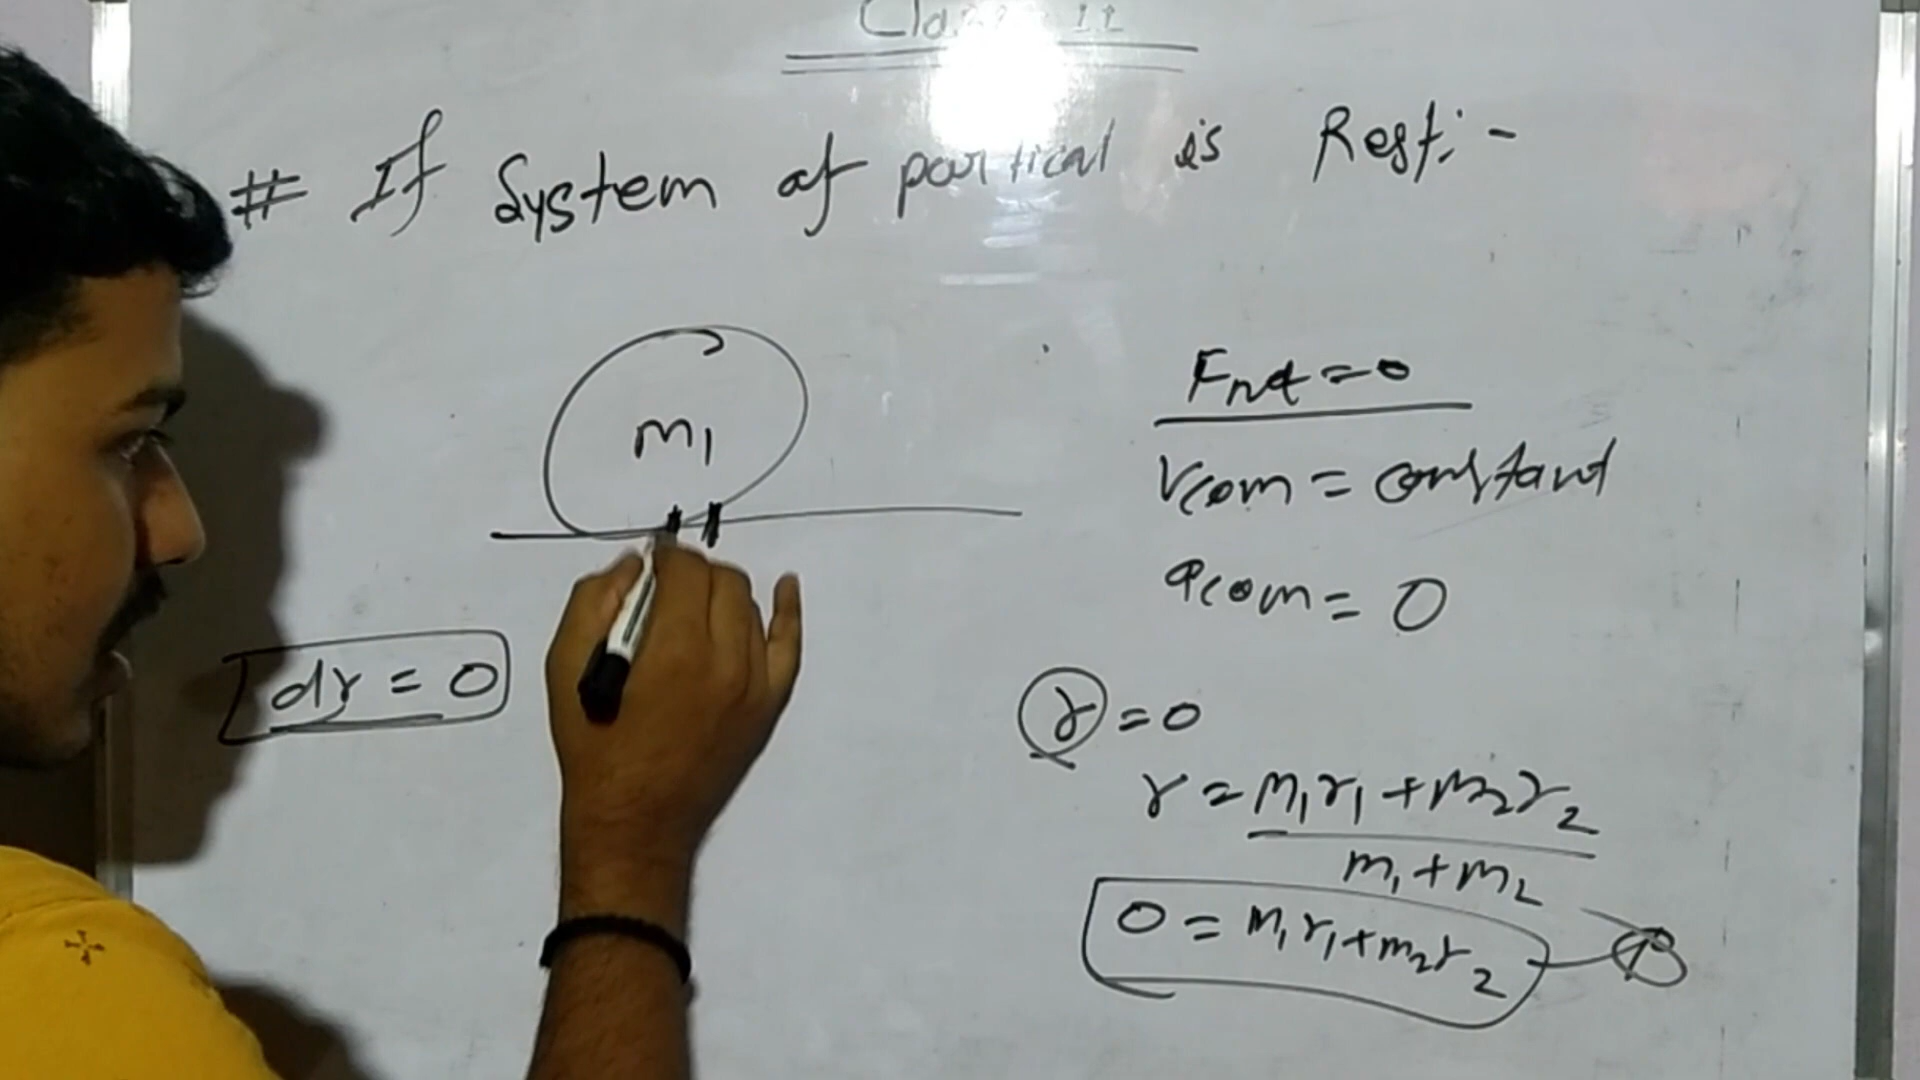 # If System of partical is Rest:-
m1
Fnet=0
Vcom = constant
acom = 0
dr = 0
r = 0
r = m1r1+m2r2
m1+m2
0 = m1r1+m2r2